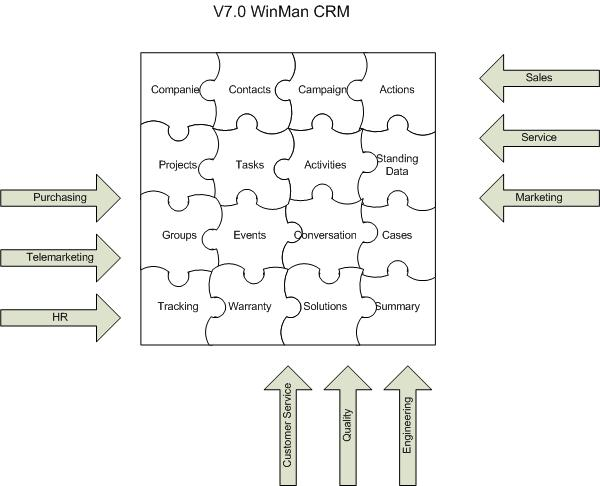 V7.0 WinMan CRM
Companie
Contacts
Campaign
Actions
Sales
Service
Projects
Tasks
Activities
Standing
Data
Purchasing
Marketing
Groups
Events
Conversation
Cases
Telemarketing
Tracking
Warranty
Solutions
Summary
HR
Customer Service
Quality
Engineering